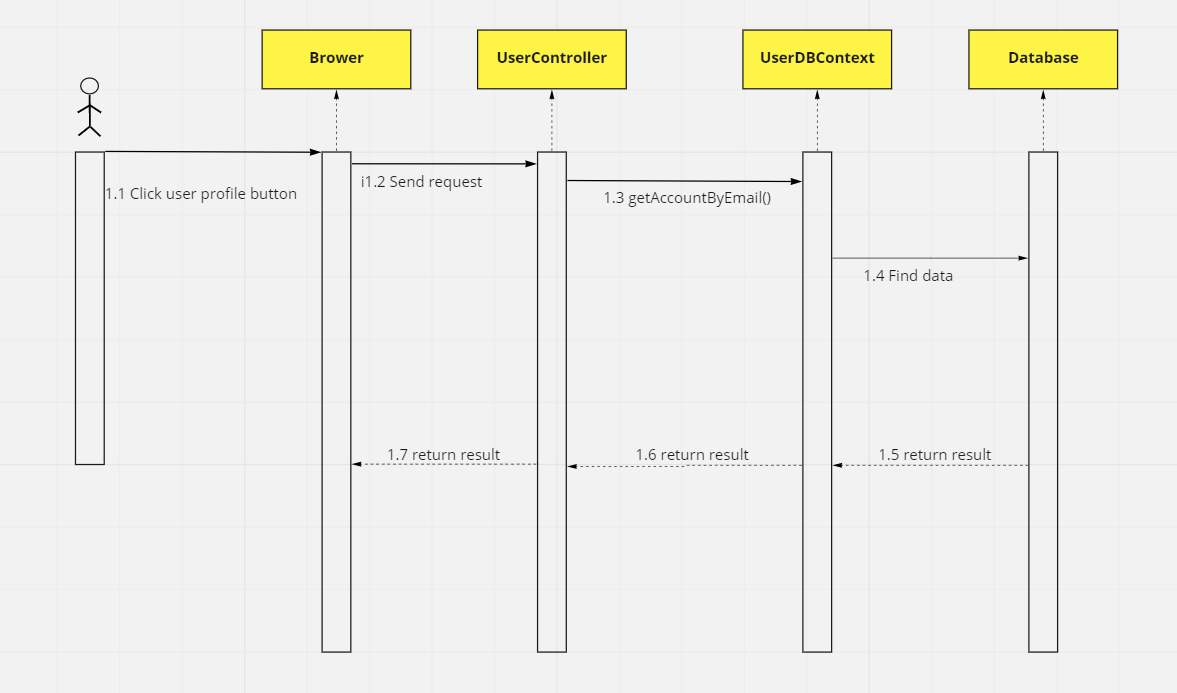 Brower
UserController
UserDBContext
Database
1.1 Click user profile button
i1.2 Send request
1.3 getAccountByEmail()
1.4 Find data
1.7 return result
1.6 return result
1.5 return result